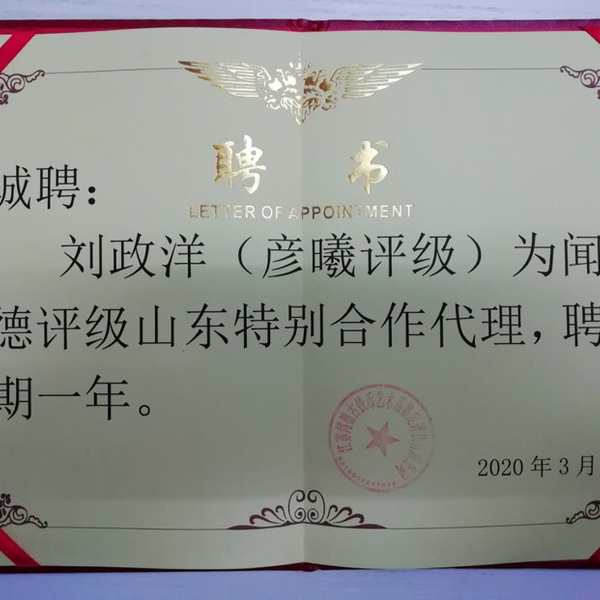 聘 书
LETTER OF APPOINTMENT
诚聘：
刘政洋（彦曦评级）为闻
德评级山东特别合作代理，聘
期一年。
2020年3月